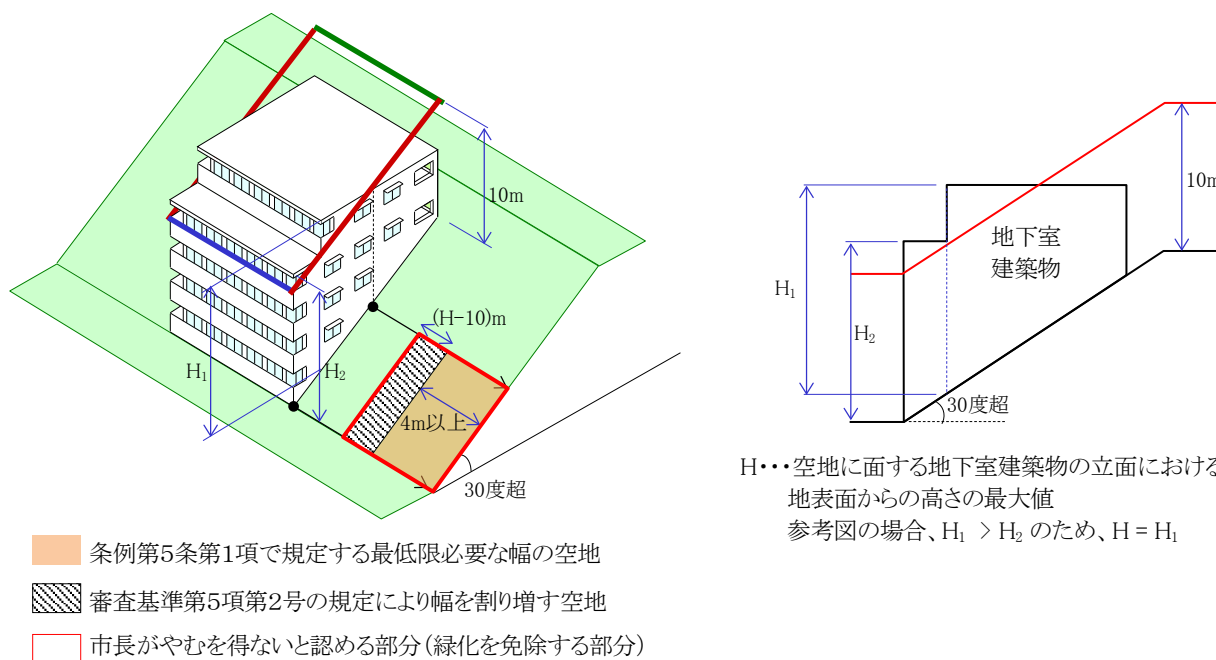 10m
(H−10)m
H₁
H₂
4m以上
30度超
条例第5条第1項で規定する最低限必要な幅の空地
審査基準第5項第2号の規定により幅を割り増す空地
市長がやむを得ないと認める部分(緑化を免除する部分)
10m
地下室
建築物
H₁
H₂
30度超
H・・・空地に面する地下室建築物の立面における
地表面からの高さの最大値
参考図の場合、H₁ > H₂ のため、H = H₁